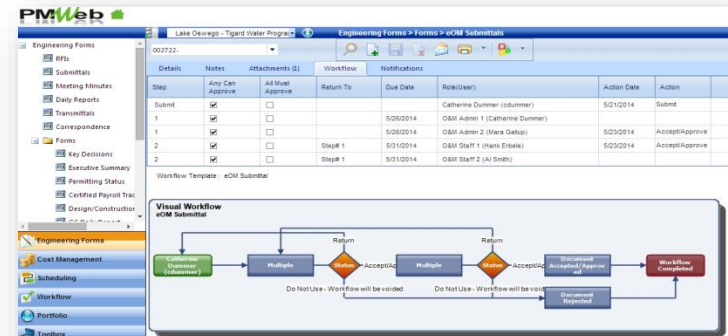 PMWeb
Lake Oswego - Tigard Water Progra
Engineering Forms > Forms > eOM Submittals
Engineering Forms
RFIs
Submittals
Meeting Minutes
Daily Reports
Transmittals
Correspondence
Forms
Key Decisions
Executive Summary
Permitting Status
Certified Payroll Trac
Design/Construction
Engineering Forms
Cost Management
Scheduling
Workflow
Portfolio
Toolbox
002722-
Details Notes Attachments (1) Workflow Notifications
Step Any Can Approve All Must Approve Return To Due Date Role(User) Action Date Action
Submit Catherine Dummer (cdummer) 5/21/2014 Submit
1 5/26/2014 O&M Admin 1 (Catherine Dummer)
1 5/26/2014 O&M Admin 2 (Mara Gallup) 5/23/2014 Accept/Approve
2 Step# 1 5/31/2014 O&M Staff 1 (Hank Erbele) 5/23/2014 Accept/Approve
2 Step# 1 5/31/2014 O&M Staff 2 (Al Smith)
Workflow Template : eOM Submittal
Visual Workflow
eOM Submittal
Return Return
Catherine Dummer (cdummer)
Multiple
Status
Accept/Ap
Multiple
Status
Accept/Ap
Document Accepted/Approv ed
Workflow Completed
Do Not Use - Workflow will be voided
Do Not Use - Workflow will be void
Document Rejected